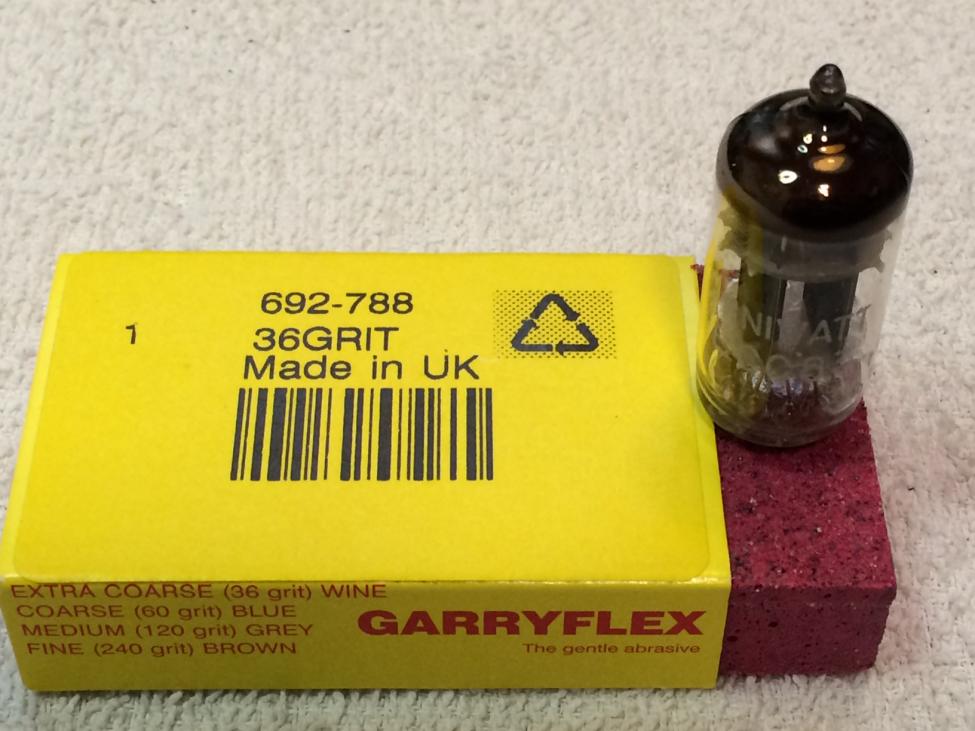 692-788
1
36GRIT
Made in UK
EXTRA COARSE (36 grit) WINE
COARSE (60 grit) BLUE
MEDIUM (120 grit) GREY
FINE (240 grit) BROWN
GARRYFLEX
The gentle abrasive